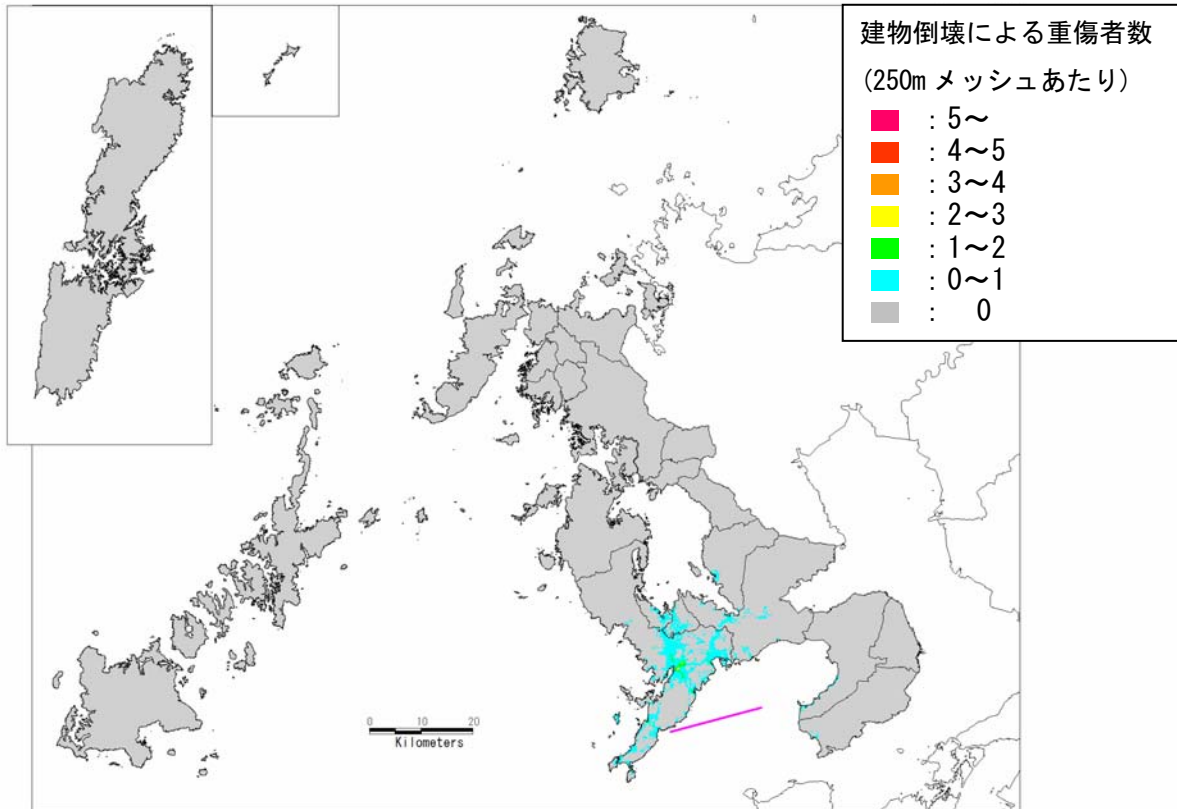 建物倒壊による重傷者数
(250m メッシュあたり)
: 5～
: 4～5
: 3～4
: 2～3
: 1～2
: 0～1
: 0
0 10 20
Kilometers